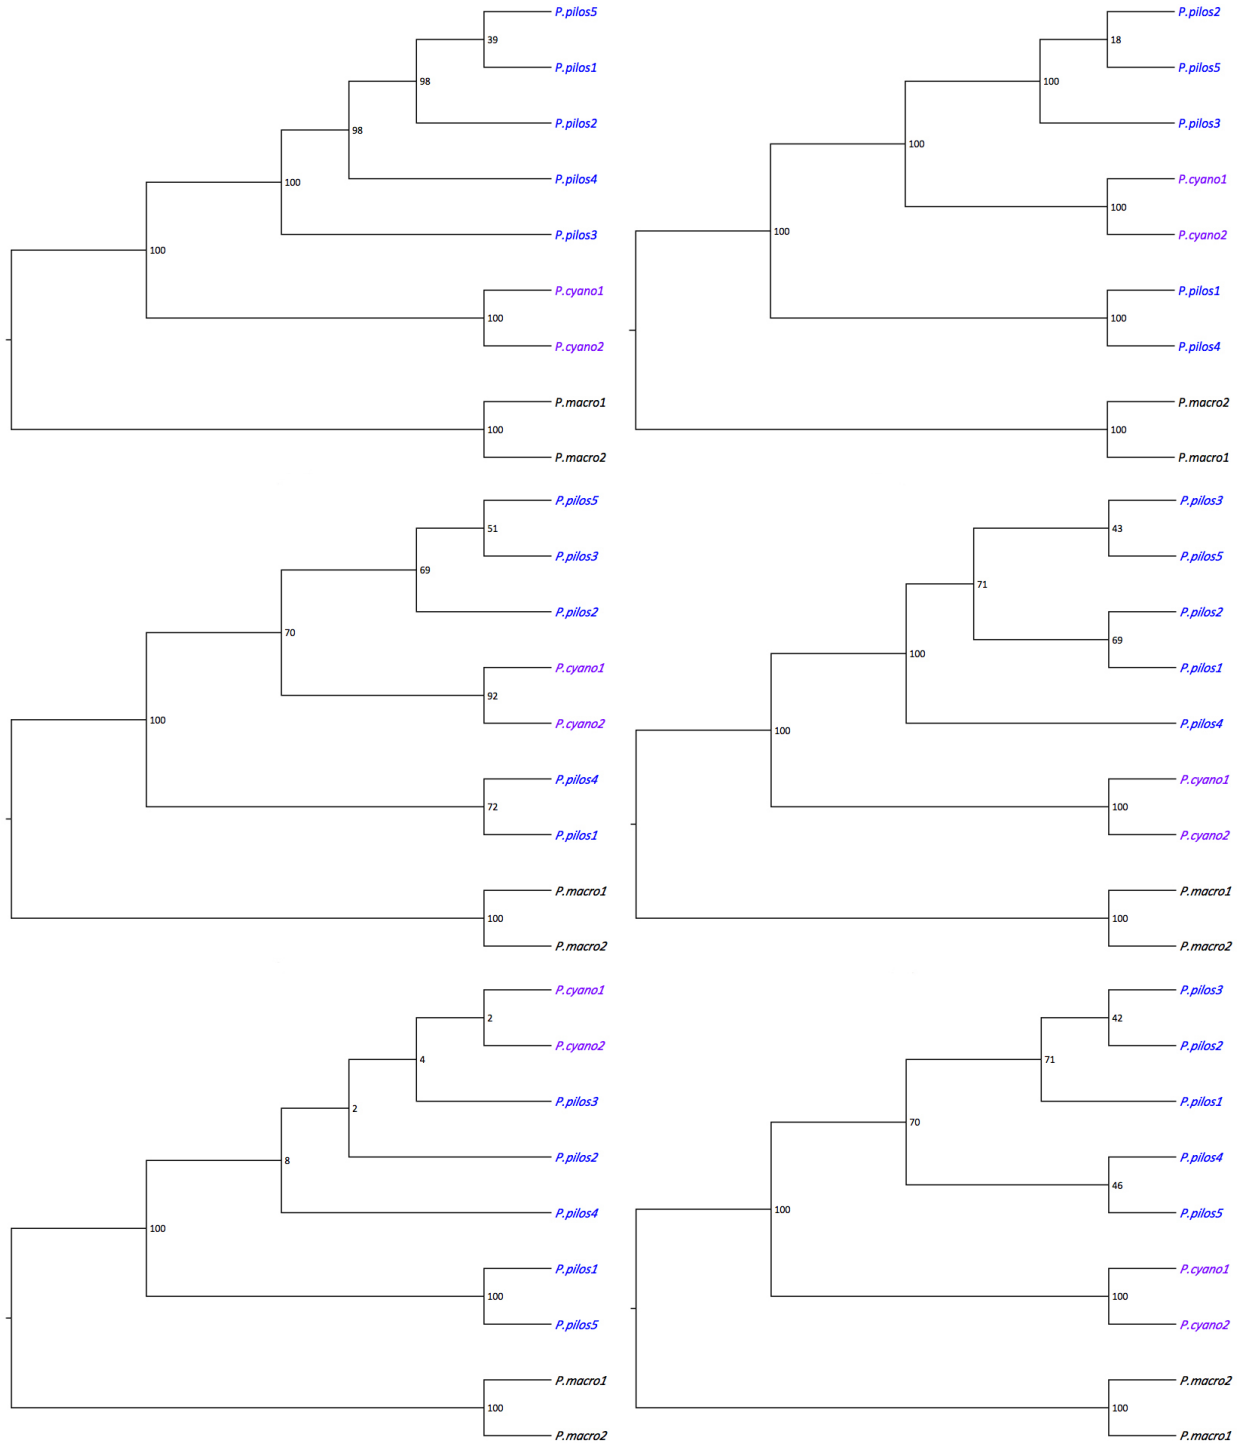 P.pilos5
39
P.pilos1
98
P.pilos2
98
P.pilos4
100
P.pilos3
100
P.cyano1
100
P.cyano2
P.macro1
100
P.macro2
P.pilos2
18
P.pilos5
100
P.pilos3
100
P.cyano1
100
P.cyano2
100
P.pilos1
100
P.pilos4
P.macro2
100
P.macro1
P.pilos5
51
P.pilos3
69
P.pilos2
70
P.cyano1
92
P.cyano2
100
P.pilos4
72
P.pilos1
P.macro1
100
P.macro2
P.pilos3
43
P.pilos5
71
P.pilos2
69
P.pilos1
100
P.pilos4
100
P.cyano1
100
P.cyano2
P.macro1
100
P.macro2
P.cyano1
2
P.cyano2
4
P.pilos3
2
P.pilos2
8
P.pilos4
100
P.pilos1
100
P.pilos5
P.macro1
100
P.macro2
P.pilos3
42
P.pilos2
71
P.pilos1
70
P.pilos4
46
P.pilos5
100
P.cyano1
100
P.cyano2
P.macro2
100
P.macro1